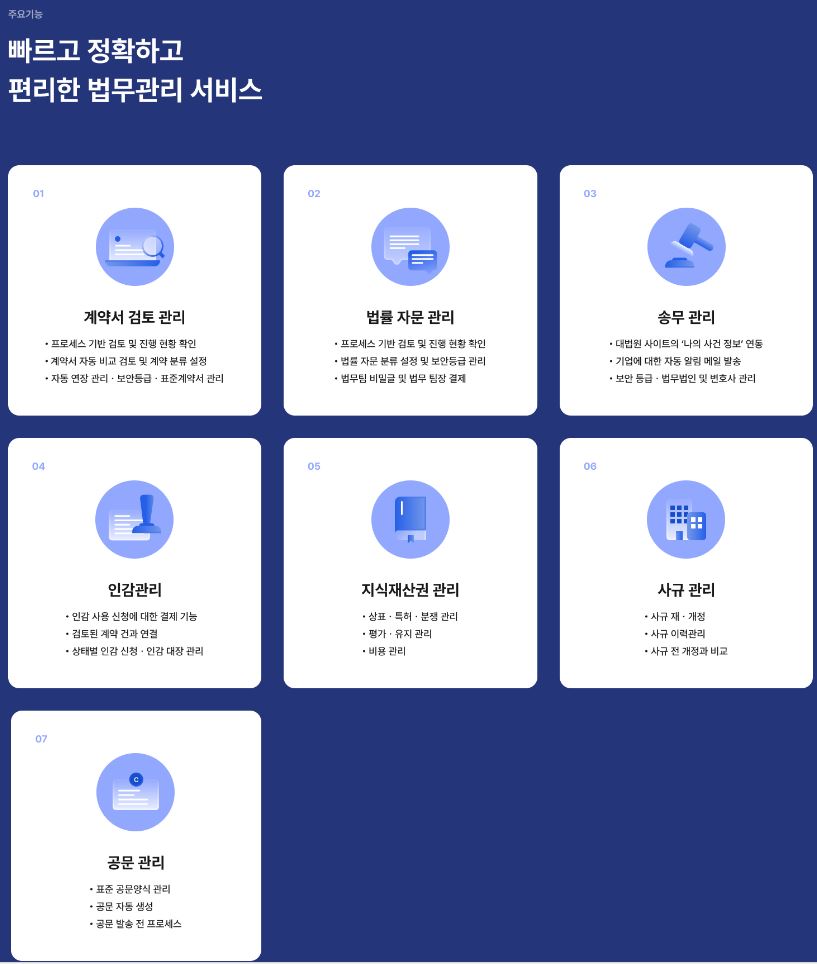 주요기능
빠르고 정확하고
편리한 법무관리 서비스
01
계약서 검토 관리
• 프로세스 기반 검토 및 진행 현황 확인
• 계약서 자동 비교 검토 및 계약 분류 설정
• 자동 연장 관리 · 보안등급 · 표준계약서 관리
02
법률 자문 관리
• 프로세스 기반 검토 및 진행 현황 확인
• 법률 자문 분류 설정 및 보안등급 관리
• 법무팀 비밀글 및 법무 팀장 결제
03
송무 관리
• 대법원 사이트의 '나의 사건 정보' 연동
• 기업에 대한 자동 알림 메일 발송
• 보안 등급 · 법무법인 및 변호사 관리
04
인감관리
• 인감 사용 신청에 대한 결제 기능
• 검토된 계약 건과 연결
• 상태별 인감 신청 · 인감 대장 관리
05
지식재산권 관리
• 상표 · 특허 · 분쟁 관리
• 평가 · 유지 관리
• 비용 관리
06
사규 관리
• 사규 재 · 개정
• 사규 이력관리
• 사규 전 개정과 비교
07
C
공문 관리
• 표준 공문양식 관리
• 공문 자동 생성
• 공문 발송 전 프로세스